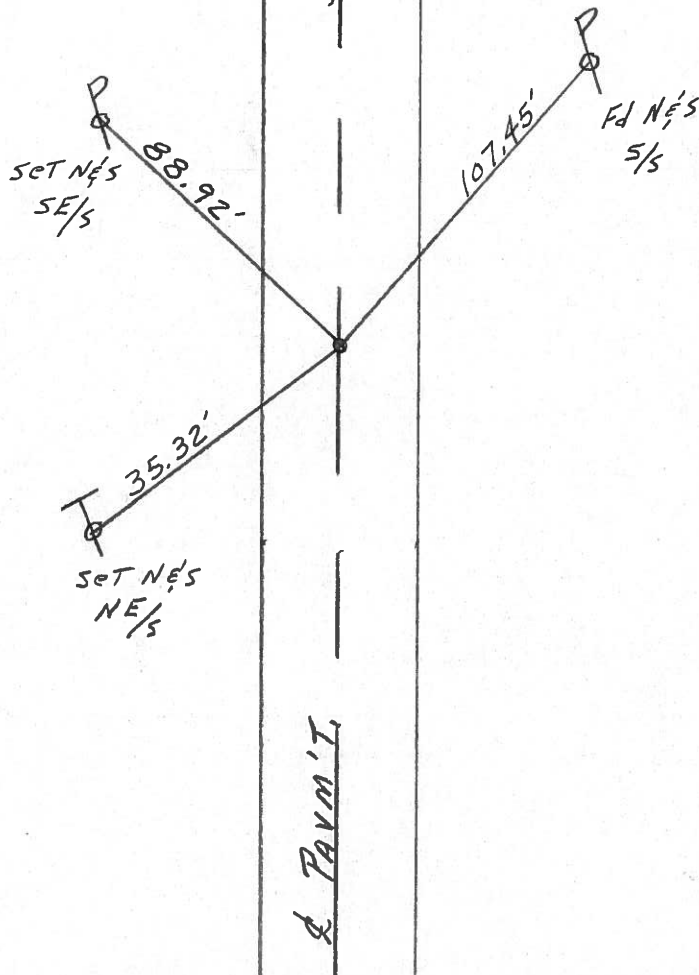 P
P
Fd N&'S
S/S
SeT N&'S
SE/S
88.92'
107.45'
35.32'
T
SeT N&'S
NE/S
℄ PAVM'T.